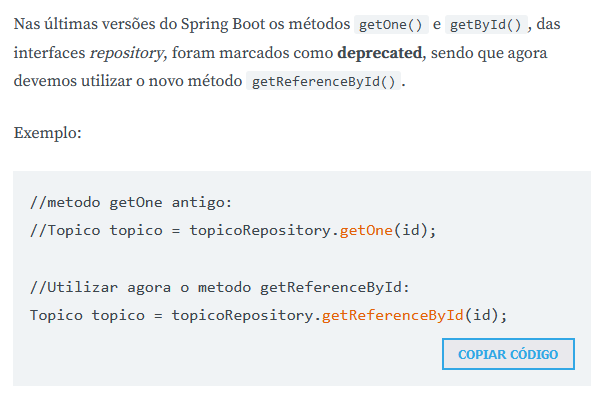 Nas últimas versões do Spring Boot os métodos getOne() e getById(), das
interfaces repository, foram marcados como deprecated, sendo que agora
devemos utilizar o novo método getReferenceById().
Exemplo:
//metodo getOne antigo:
//Topico topico = topicoRepository.getOne(id);
//Utilizar agora o metodo getReferenceById:
Topico topico = topicoRepository.getReferenceById(id);
COPIAR CÓDIGO